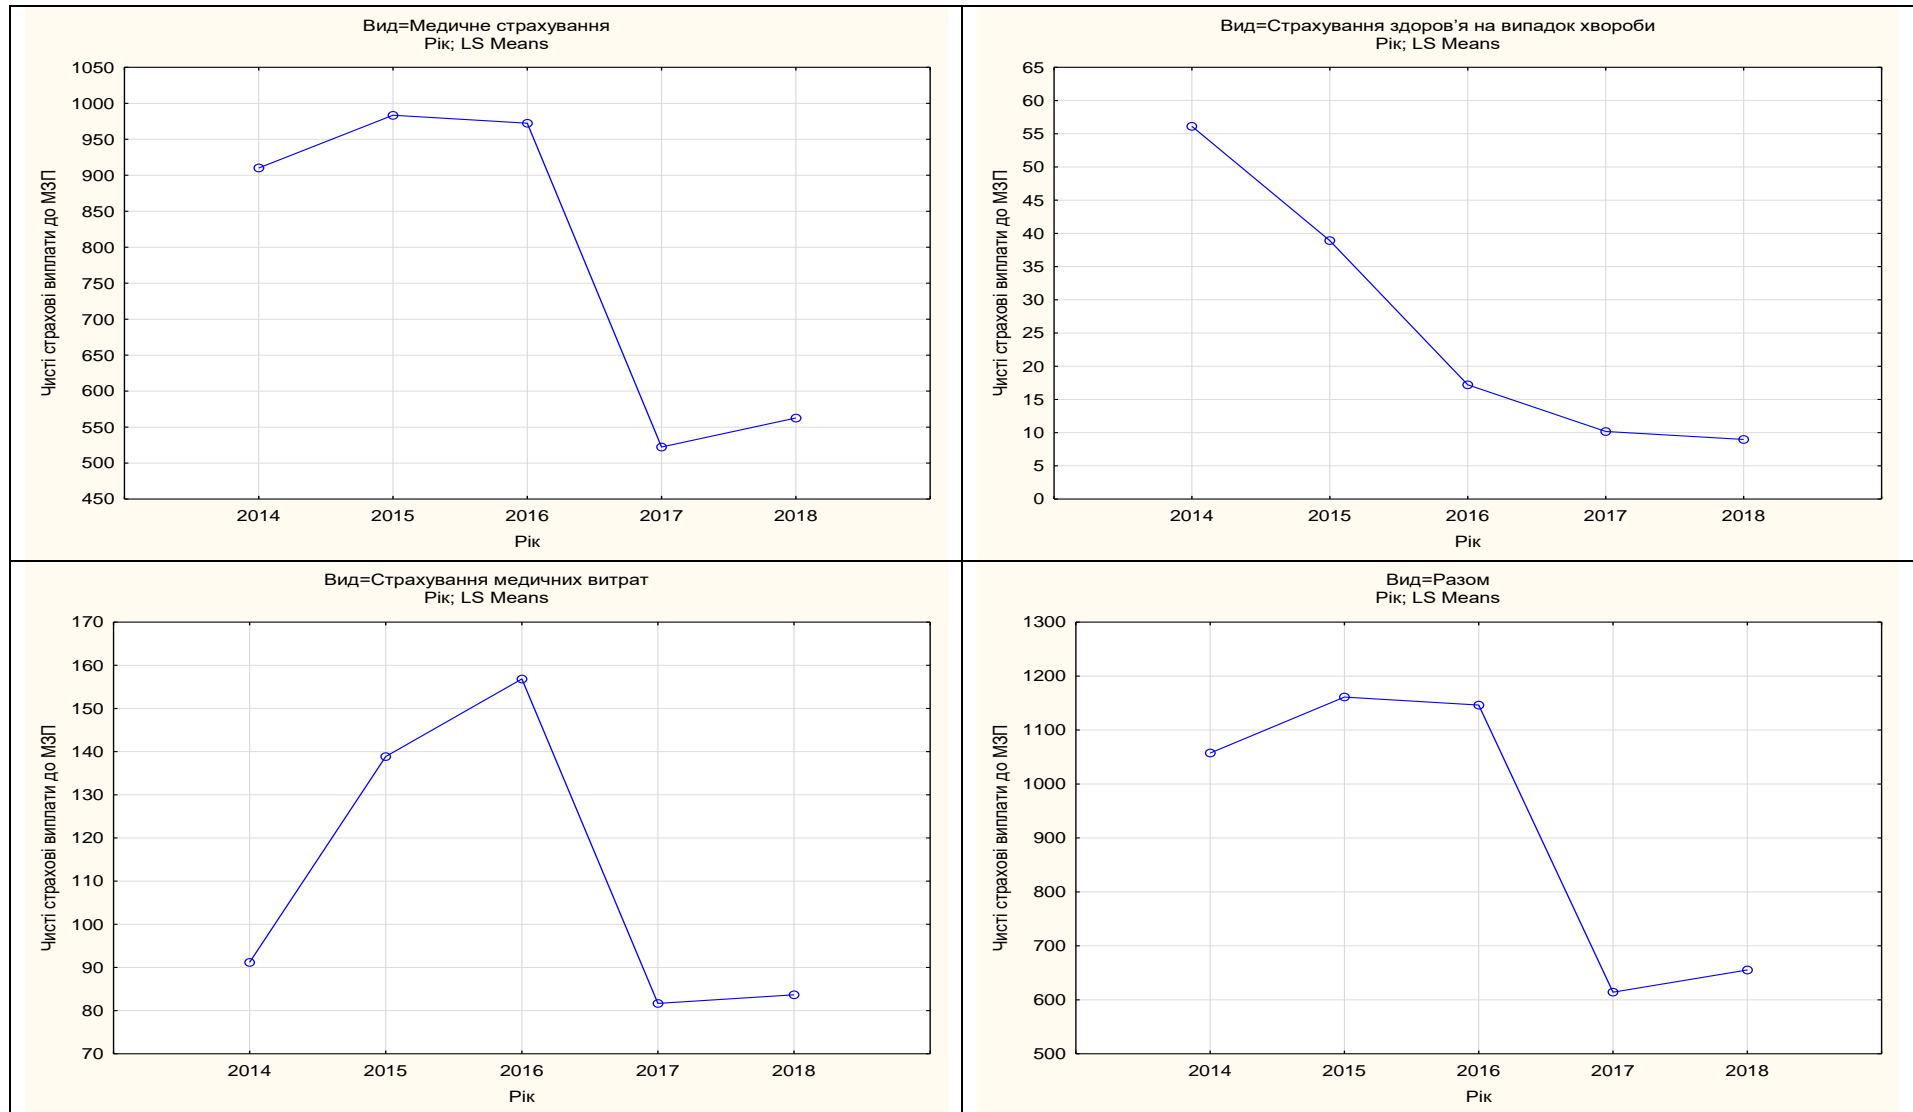 Вид=Медичне страхування
Рік; LS Means
Чисті страхові виплати до МЗП
1050
1000
950
900
850
800
750
700
650
600
550
500
450
2014 2015 2016 2017 2018
Рік
Вид=Страхування здоров’я на випадок хвороби
Рік; LS Means
Чисті страхові виплати до МЗП
65
60
55
50
45
40
35
30
25
20
15
10
5
0
2014 2015 2016 2017 2018
Рік
Вид=Страхування медичних витрат
Рік; LS Means
Чисті страхові виплати до МЗП
170
160
150
140
130
120
110
100
90
80
70
2014 2015 2016 2017 2018
Рік
Вид=Разом
Рік; LS Means
Чисті страхові виплати до МЗП
1300
1200
1100
1000
900
800
700
600
500
2014 2015 2016 2017 2018
Рік